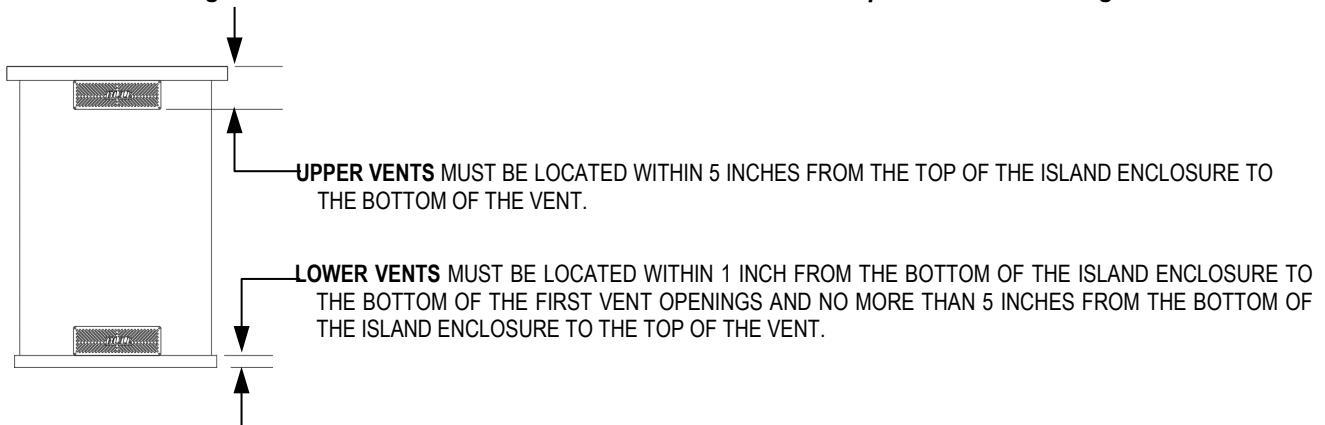 UPPER VENTS MUST BE LOCATED WITHIN 5 INCHES FROM THE TOP OF THE ISLAND ENCLOSURE TO
THE BOTTOM OF THE VENT.
LOWER VENTS MUST BE LOCATED WITHIN 1 INCH FROM THE BOTTOM OF THE ISLAND ENCLOSURE TO
THE BOTTOM OF THE FIRST VENT OPENINGS AND NO MORE THAN 5 INCHES FROM THE BOTTOM OF
THE ISLAND ENCLOSURE TO THE TOP OF THE VENT.